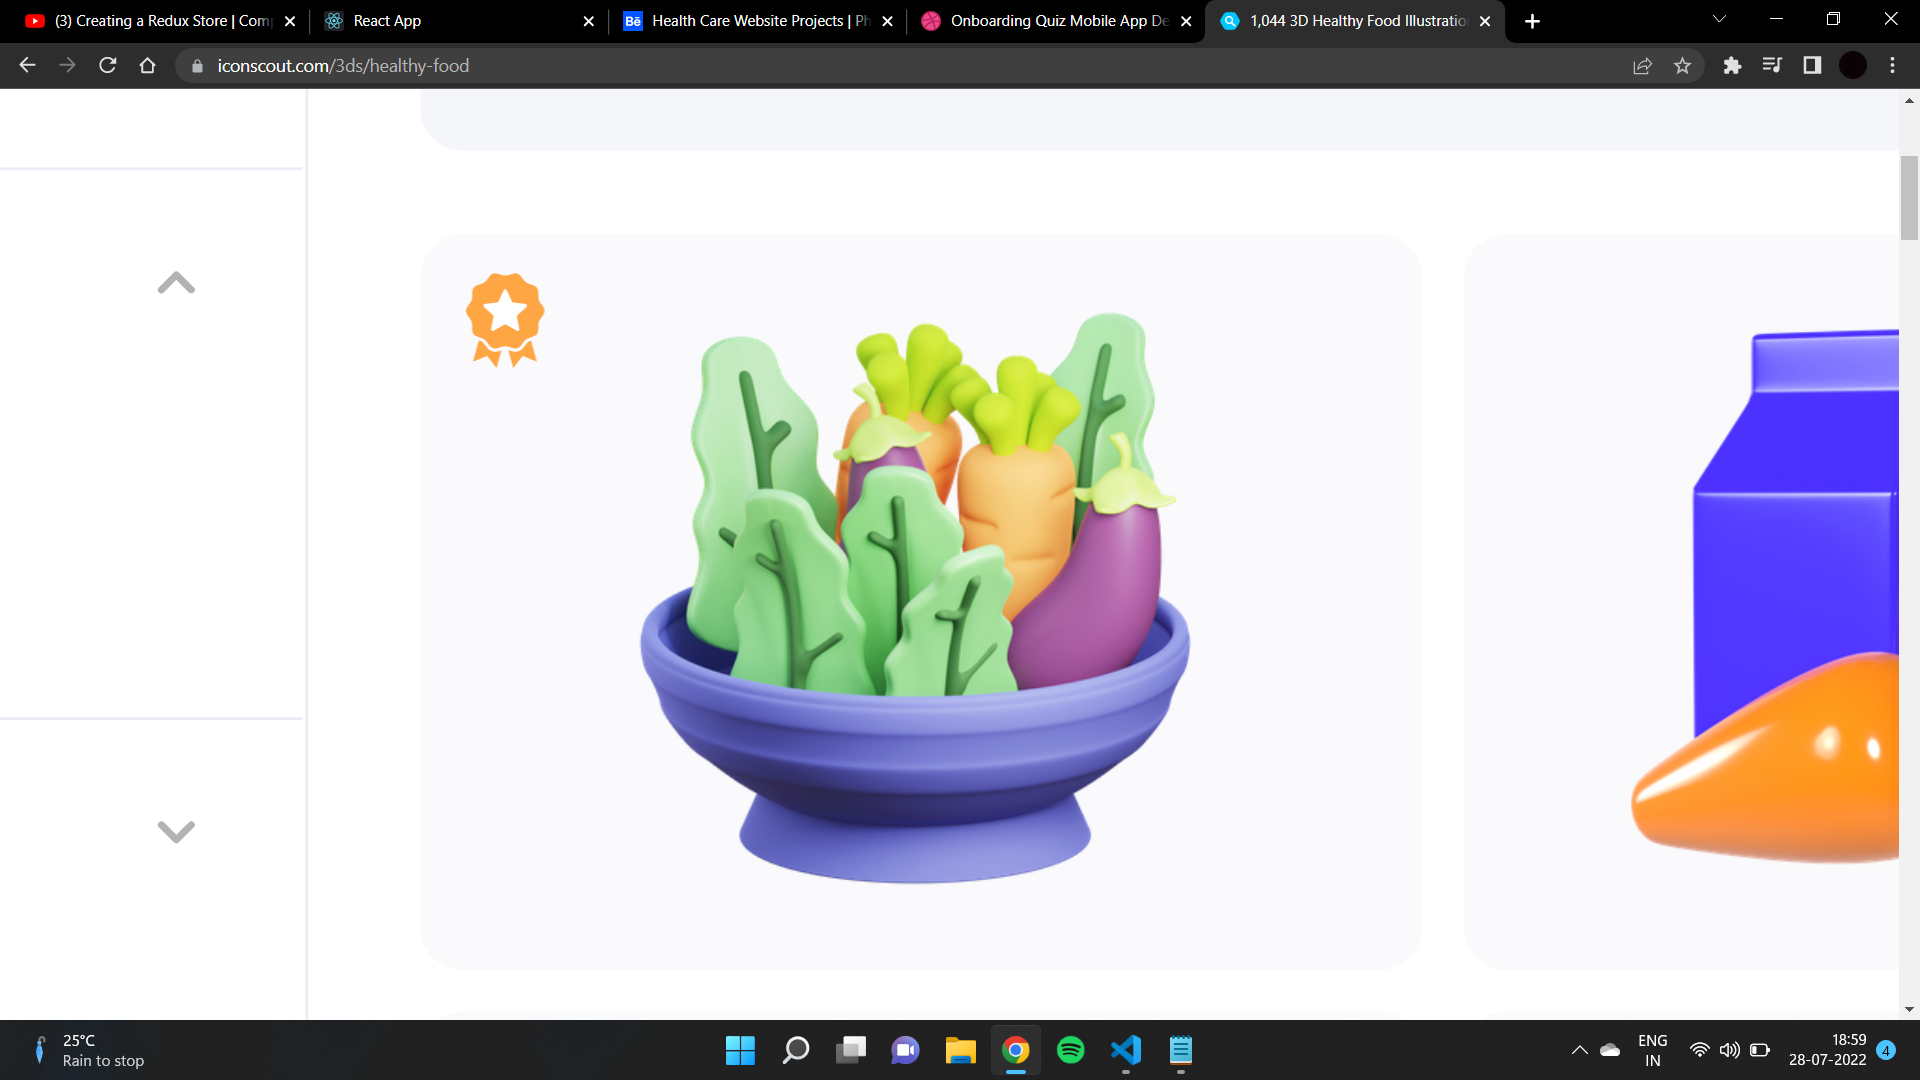 (3) Creating a Redux Store | Com
React App
Bē Health Care Website Projects | Ph
Onboarding Quiz Mobile App De
1,044 3D Healthy Food Illustratio
iconscout.com/3ds/healthy-food
25°C
Rain to stop
ENG
IN
18:59
28-07-2022
4